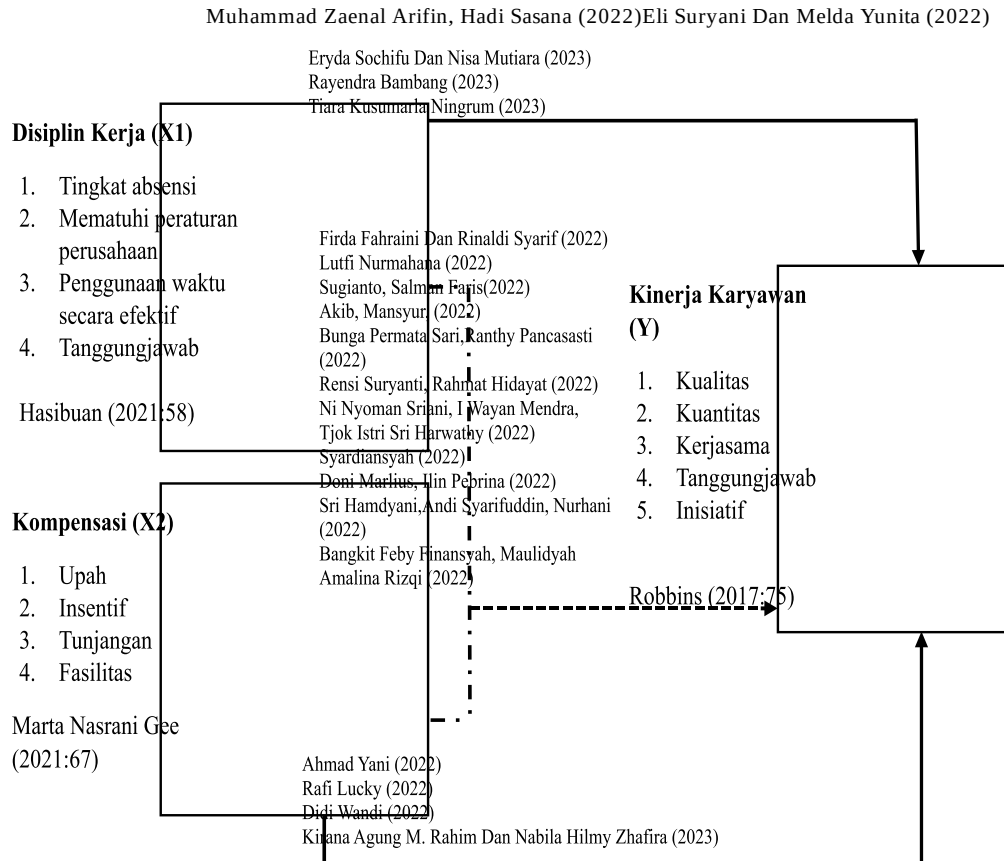 Muhammad Zaenal Arifin, Hadi Sasana (2022)Eli Suryani Dan Melda Yunita (2022)
Eryda Sochifu Dan Nisa Mutiara (2023)
Rayendra Bambang (2023)
Tiara Kusumarla Ningrum (2023)
Disiplin Kerja (X1)
1. Tingkat absensi
2. Mematuhi peraturan
perusahaan
3. Penggunaan waktu
secara efektif
4. Tanggungjawab
Hasibuan (2021:58)
Firda Fahraini Dan Rinaldi Syarif (2022)
Lutfi Nurmahana (2022)
Sugianto, Salman Faris(2022)
Akib, Mansyur. (2022)
Bunga Permata Sari,Ranthy Pancasasti
(2022)
Rensi Suryanti, Rahmat Hidayat (2022)
Ni Nyoman Sriani, I Wayan Mendra,
Tjok Istri Sri Harwathy (2022)
Syardiansyah (2022)
Doni Marlius, Ilin Pebrina (2022)
Sri Hamdyani,Andi Syarifuddin, Nurhani
(2022)
Bangkit Feby Finansyah, Maulidyah
Amalina Rizqi (2022)
Kinerja Karyawan
(Y)
1. Kualitas
2. Kuantitas
3. Kerjasama
4. Tanggungjawab
5. Inisiatif
Robbins (2017:75)
Kompensasi (X2)
1. Upah
2. Insentif
3. Tunjangan
4. Fasilitas
Marta Nasrani Gee
(2021:67)
Ahmad Yani (2022)
Rafi Lucky (2022)
Didi Wandi (2022)
Kirana Agung M. Rahim Dan Nabila Hilmy Zhafira (2023)